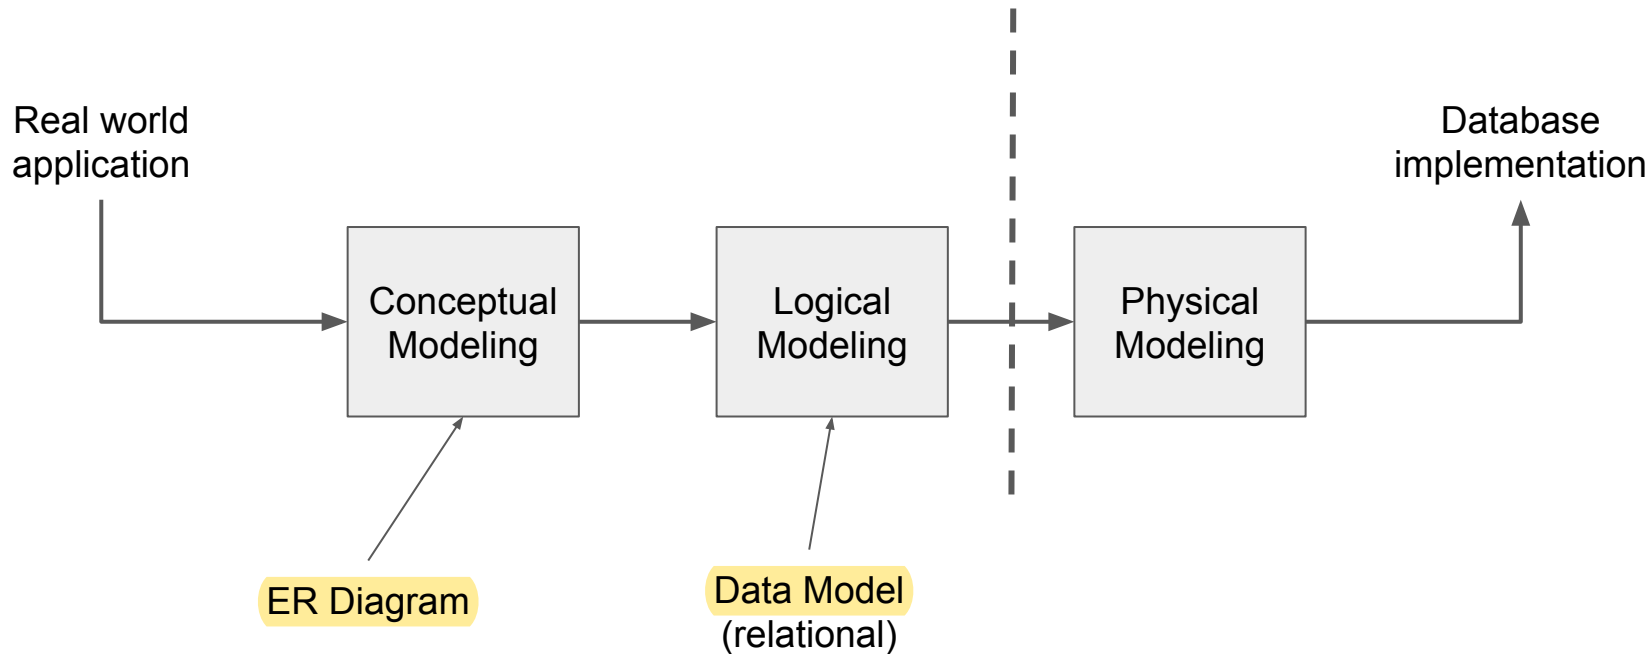 Real world
application
Database
implementation
Conceptual
Modeling
Logical
Modeling
Physical
Modeling
ER Diagram
Data Model
(relational)